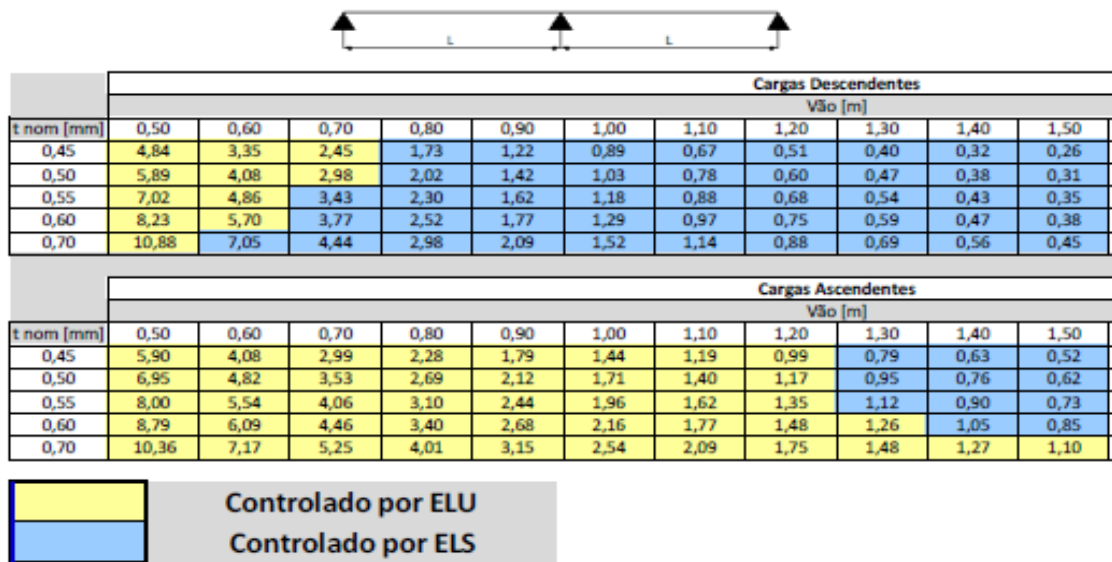 L L
Cargas Descendentes
Vão [m]
t nom [mm] 0,50 0,60 0,70 0,80 0,90 1,00 1,10 1,20 1,30 1,40 1,50
0,45 4,84 3,35 2,45 1,73 1,22 0,89 0,67 0,51 0,40 0,32 0,26
0,50 5,89 4,08 2,98 2,02 1,42 1,03 0,78 0,60 0,47 0,38 0,31
0,55 7,02 4,86 3,43 2,30 1,62 1,18 0,88 0,68 0,54 0,43 0,35
0,60 8,23 5,70 3,77 2,52 1,77 1,29 0,97 0,75 0,59 0,47 0,38
0,70 10,88 7,05 4,44 2,98 2,09 1,52 1,14 0,88 0,69 0,56 0,45
Cargas Ascendentes
Vão [m]
t nom [mm] 0,50 0,60 0,70 0,80 0,90 1,00 1,10 1,20 1,30 1,40 1,50
0,45 5,90 4,08 2,99 2,28 1,79 1,44 1,19 0,99 0,79 0,63 0,52
0,50 6,95 4,82 3,53 2,69 2,12 1,71 1,40 1,17 0,95 0,76 0,62
0,55 8,00 5,54 4,06 3,10 2,44 1,96 1,62 1,35 1,12 0,90 0,73
0,60 8,79 6,09 4,46 3,40 2,68 2,16 1,77 1,48 1,26 1,05 0,85
0,70 10,36 7,17 5,25 4,01 3,15 2,54 2,09 1,75 1,48 1,27 1,10
Controlado por ELU
Controlado por ELS